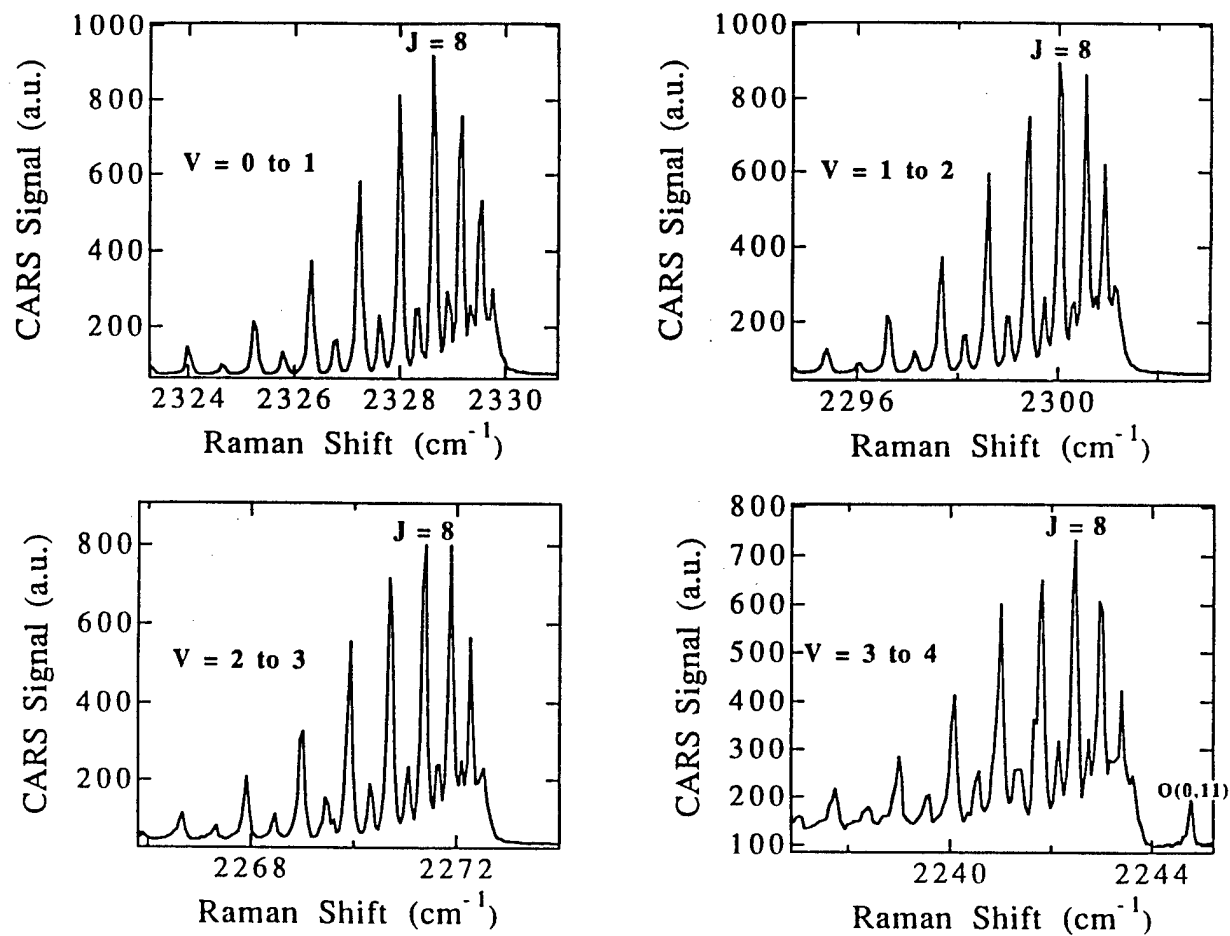 1000
800
600
400
200
CARS Signal (a.u.)
J = 8
V = 0 to 1
2324 2326 2328 2330
Raman Shift (cm-1)
1000
800
600
400
200
CARS Signal (a.u.)
J = 8
V = 1 to 2
2296 2300
Raman Shift (cm-1)
800
600
400
200
CARS Signal (a.u.)
J = 8
V = 2 to 3
2268 2272
Raman Shift (cm-1)
800
700
600
500
400
300
200
100
CARS Signal (a.u.)
J = 8
V = 3 to 4
O(0,11)
2240 2244
Raman Shift (cm-1)